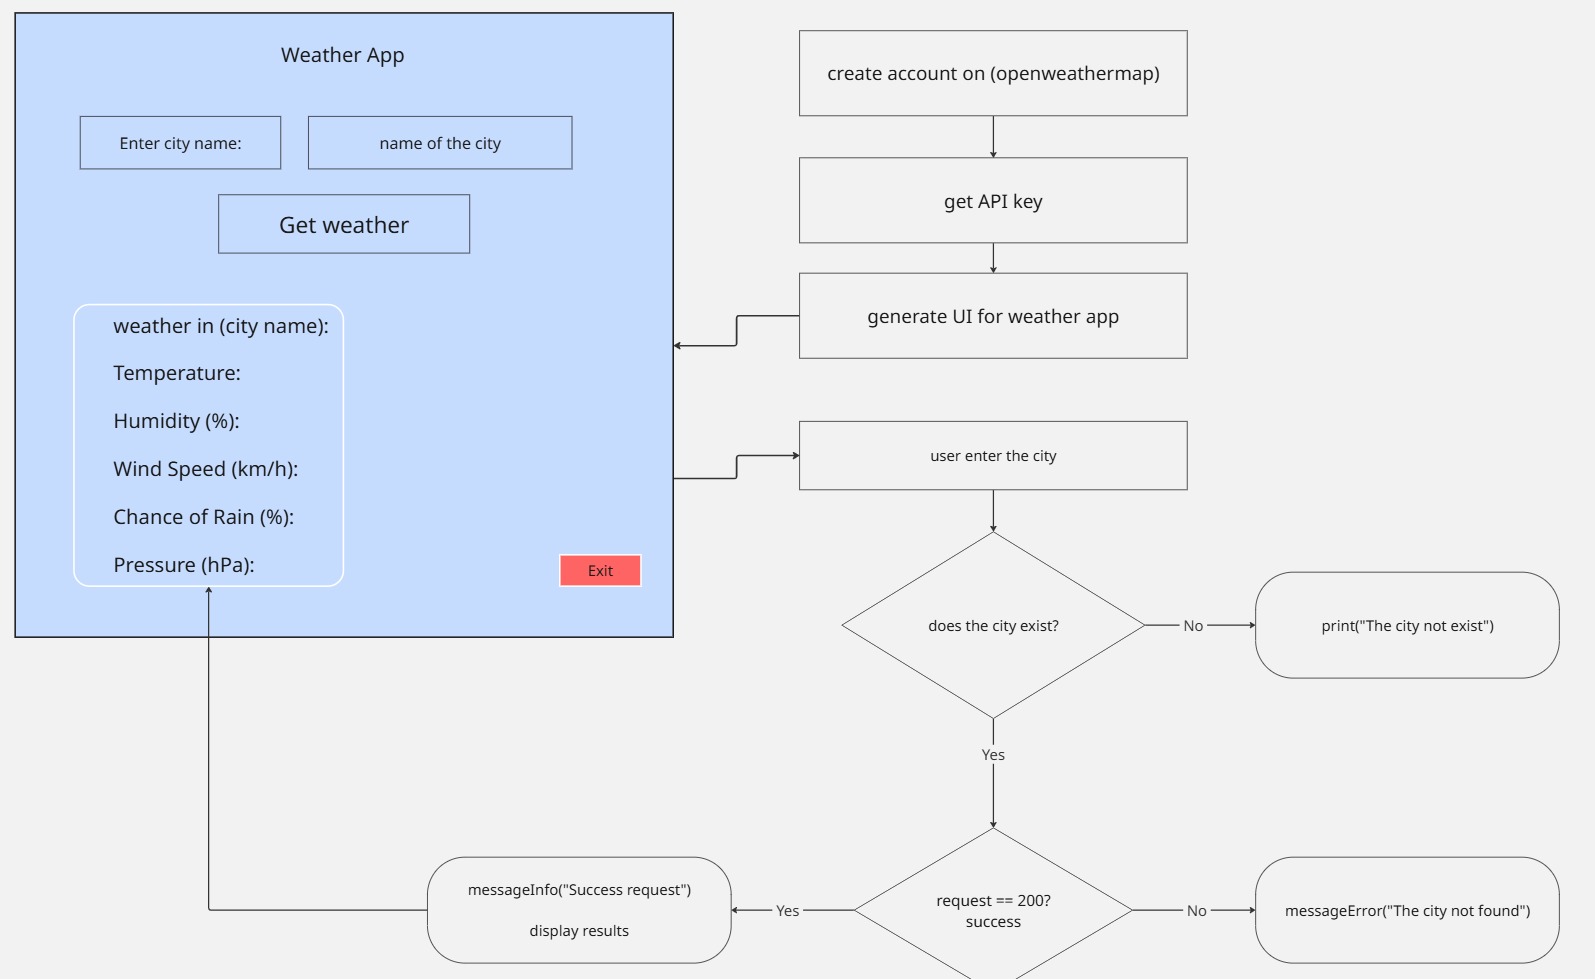 Weather App
Enter city name:
name of the city
Get weather
weather in (city name):
Temperature:
Humidity (%):
Wind Speed (km/h):
Chance of Rain (%):
Pressure (hPa):
Exit
create account on (openweathermap)
get API key
generate UI for weather app
user enter the city
does the city exist?
No
print("The city not exist")
Yes
request == 200?
success
No
messageError("The city not found")
Yes
messageInfo("Success request")
display results